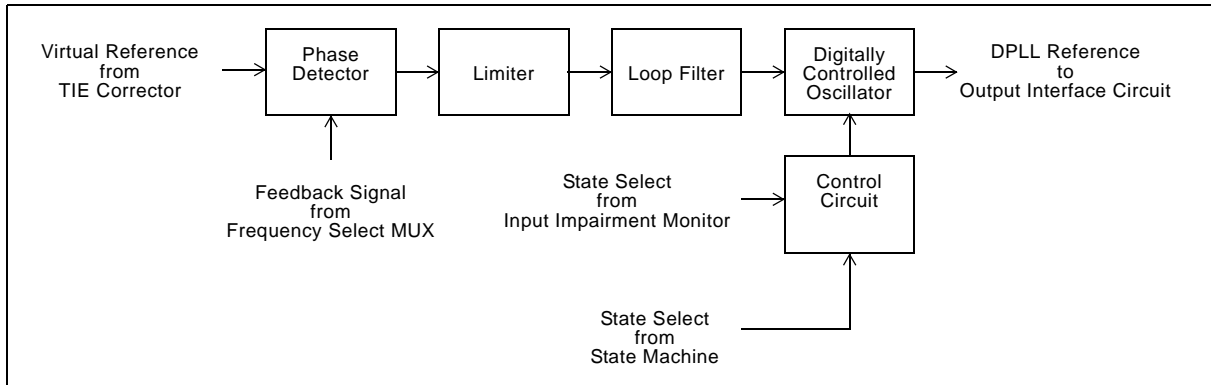 Virtual Reference
from
TIE Corrector
Phase
Detector
Limiter
Loop Filter
Digitally
Controlled
Oscillator
DPLL Reference
to
Output Interface Circuit
Feedback Signal
from
Frequency Select MUX
State Select
from
Input Impairment Monitor
Control
Circuit
State Select
from
State Machine